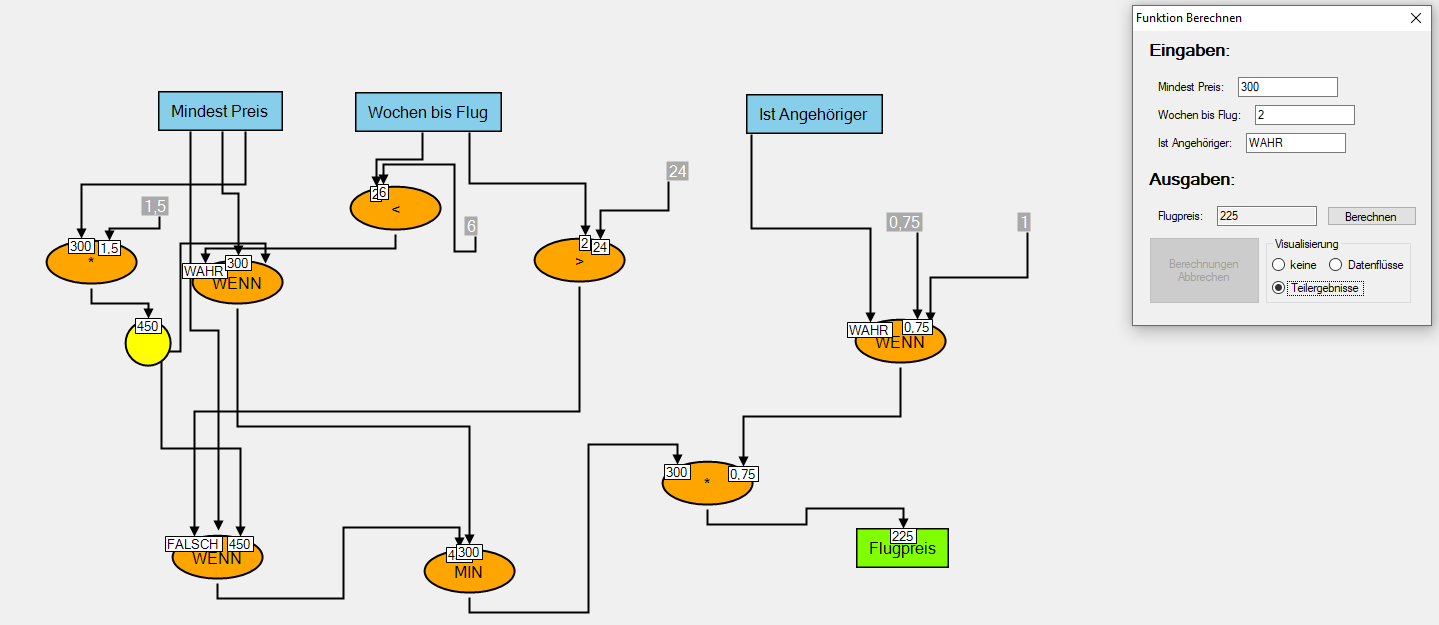 Funktion Berechnen
Eingaben:
Mindest Preis: 300
Wochen bis Flug: 2
Ist Angehöriger: WAHR
Ausgaben:
Flugpreis: 225 Berechnen
Berechnungen
Abbrechen
Visualisierung
keine Datenflüsse
Teilergebnisse
Mindest Preis
Wochen bis Flug
Ist Angehöriger
24
1,5
6
0,75
1
2 6
<
300 1,5
*
2 24
>
WAHR 300
WENN
450
WAHR 0,75
WENN
300 0,75
*
FALSCH 450
WENN
4 300
MIN
225
Flugpreis